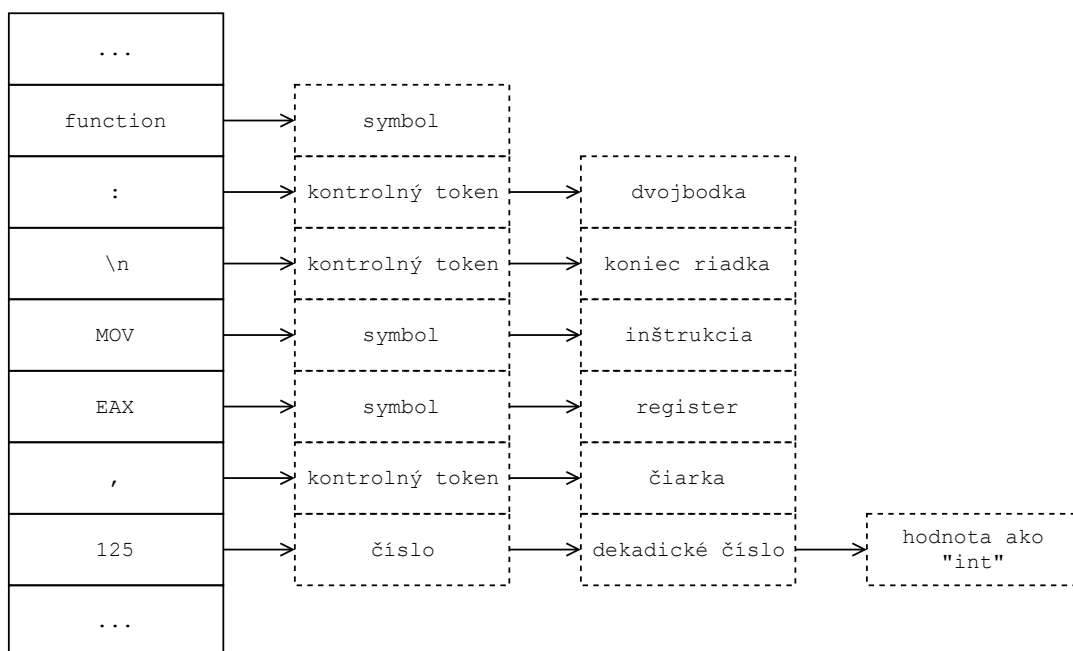 ...
function symbol
: kontrolný token dvojbodka
\n kontrolný token koniec riadka
MOV symbol inštrukcia
EAX symbol register
, kontrolný token čiarka
125 číslo dekadické číslo hodnota ako
"int"
...